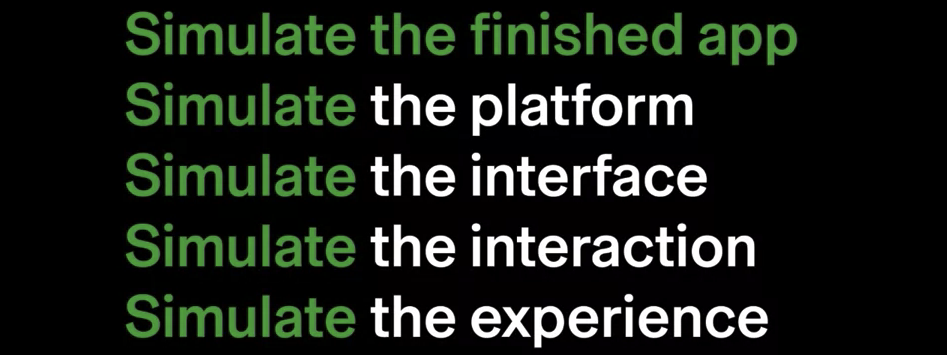 Simulate the finished app
Simulate the platform
Simulate the interface
Simulate the interaction
Simulate the experience